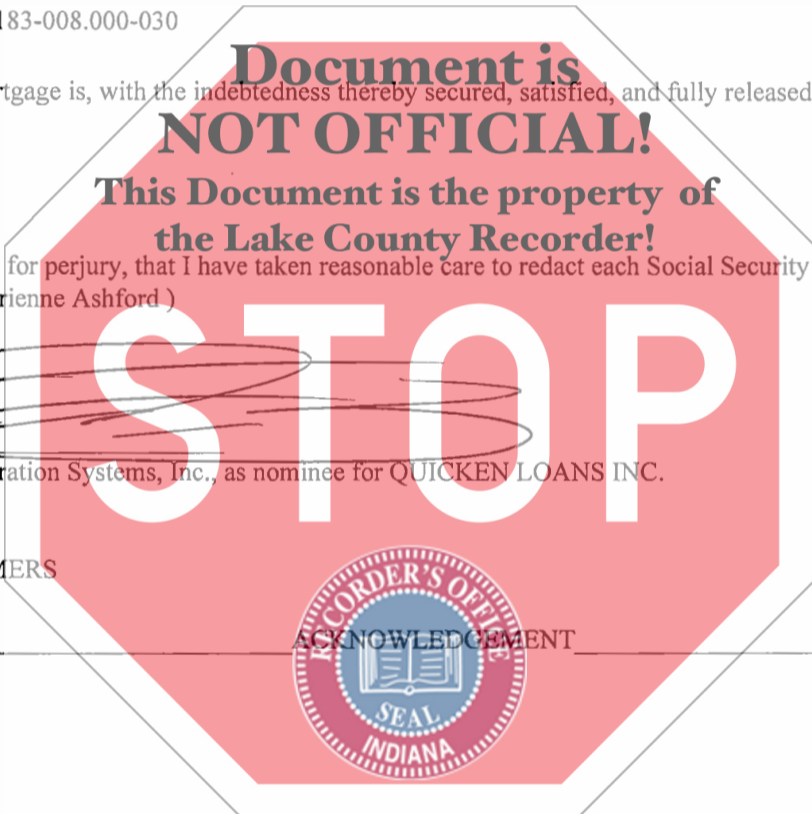 83-008.000-030
Document is
tgage is, with the indebtedness thereby secured, satisfied, and fully released
NOT OFFICIAL!
This Document is the property of
the Lake County Recorder!
for perjury, that I have taken reasonable care to redact each Social Security
rienne Ashford )
STOP
ration Systems, Inc., as nominee for QUICKEN LOANS INC.
MERS
RECORDER'S OFFICE
ACKNOWLEDGEMENT
SEAL
INDIANA